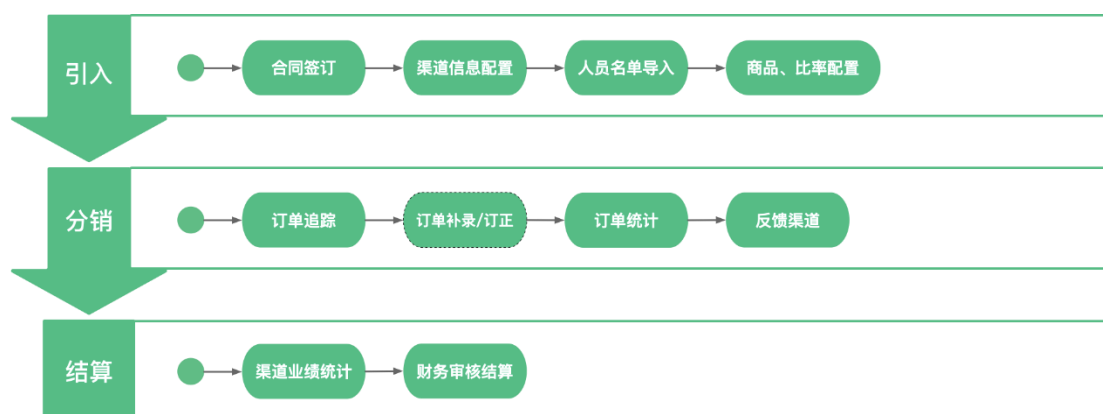 引入
合同签订
渠道信息配置
人员名单导入
商品、比率配置
分销
订单追踪
订单补录/订正
订单统计
反馈渠道
结算
渠道业绩统计
财务审核结算